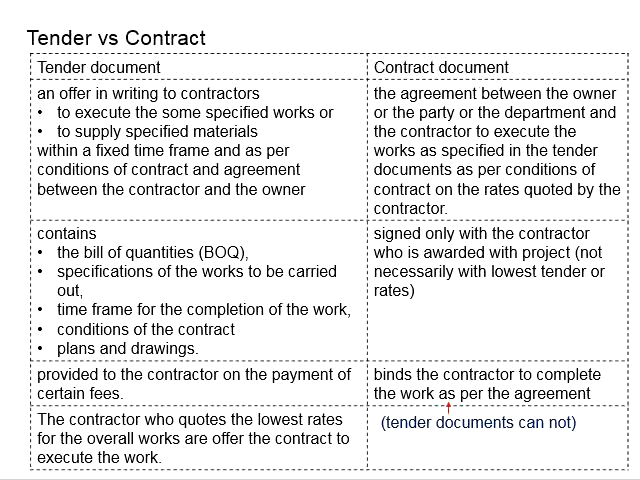 Tender vs Contract
Tender document
Contract document
an offer in writing to contractors
• to execute the some specified works or
• to supply specified materials
within a fixed time frame and as per
conditions of contract and agreement
between the contractor and the owner
the agreement between the owner
or the party or the department and
the contractor to execute the
works as specified in the tender
documents as per conditions of
contract on the rates quoted by the
contractor.
contains
• the bill of quantities (BOQ),
• specifications of the works to be carried
out,
• time frame for the completion of the work,
• conditions of the contract
• plans and drawings.
signed only with the contractor
who is awarded with project (not
necessarily with lowest tender or
rates)
provided to the contractor on the payment of
certain fees.
binds the contractor to complete
the work as per the agreement
The contractor who quotes the lowest rates
for the overall works are offer the contract to
execute the work.
(tender documents can not)